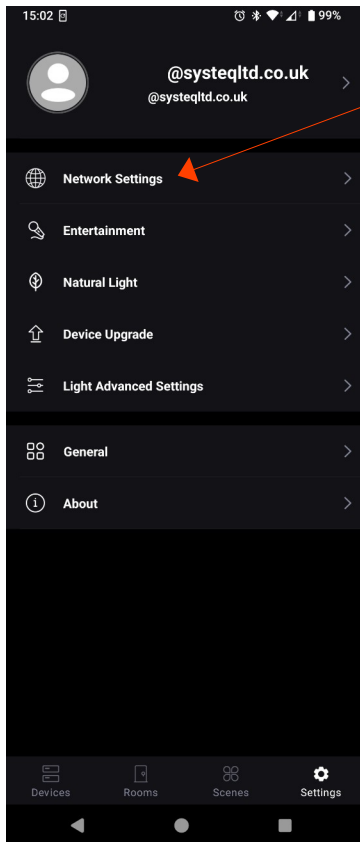 15:02 99%
@systeqltd.co.uk
@systeqltd.co.uk
Network Settings
Entertainment
Natural Light
Device Upgrade
Light Advanced Settings
General
About
Devices Rooms Scenes Settings